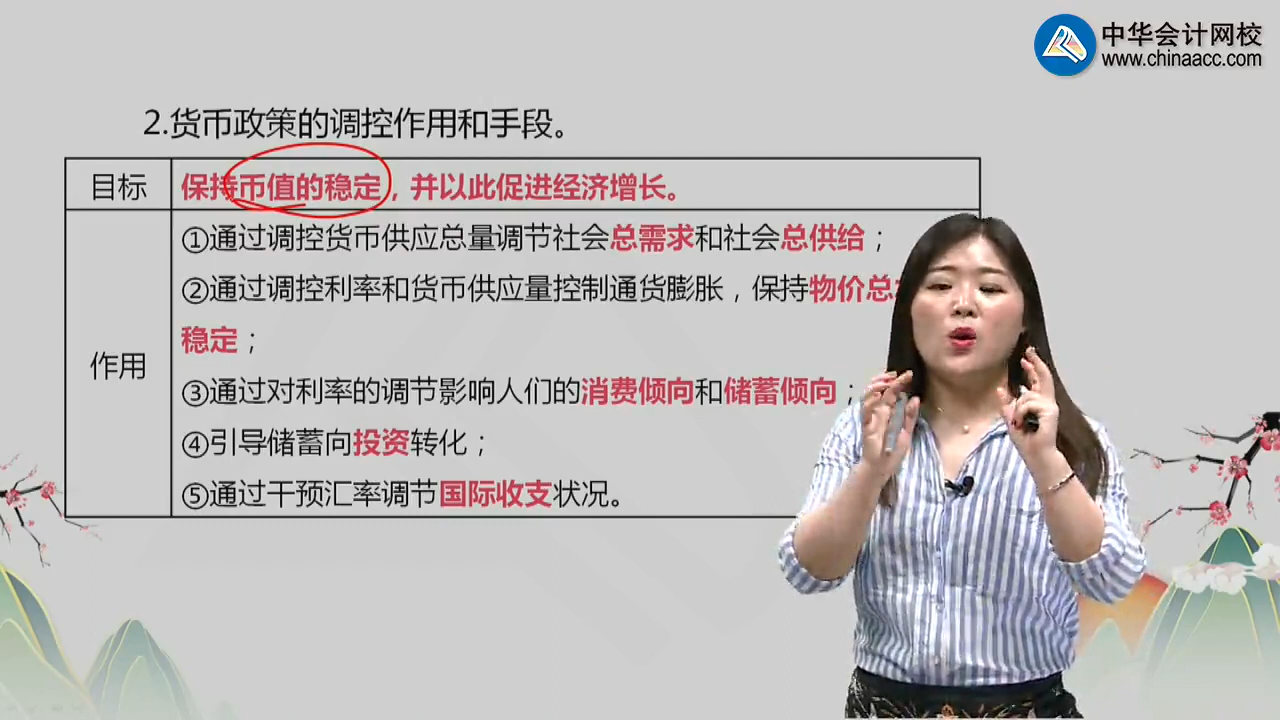 中华会计网校
www.chinaacc.com
2.货币政策的调控作用和手段。
目标
保持币值的稳定，并以此促进经济增长。
作用
①通过调控货币供应总量调节社会总需求和社会总供给；
②通过调控利率和货币供应量控制通货膨胀，保持物价总
稳定；
③通过对利率的调节影响人们的消费倾向和储蓄倾向；
④引导储蓄向投资转化；
⑤通过干预汇率调节国际收支状况。